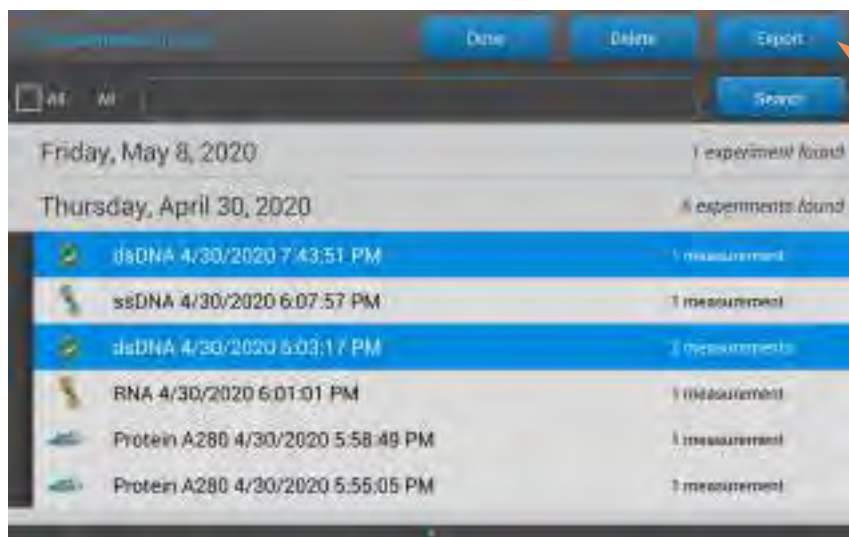 Done Delete Export
All All Search
Friday, May 8, 2020 1 experiment found
Thursday, April 30, 2020 6 experiments found
dsDNA 4/30/2020 7:43:51 PM 1 measurement
ssDNA 4/30/2020 6:07:57 PM 1 measurement
dsDNA 4/30/2020 6:03:17 PM 2 measurements
RNA 4/30/2020 6:01:01 PM 1 measurement
Protein A280 4/30/2020 5:58:49 PM 1 measurement
Protein A280 4/30/2020 5:55:05 PM 1 measurement